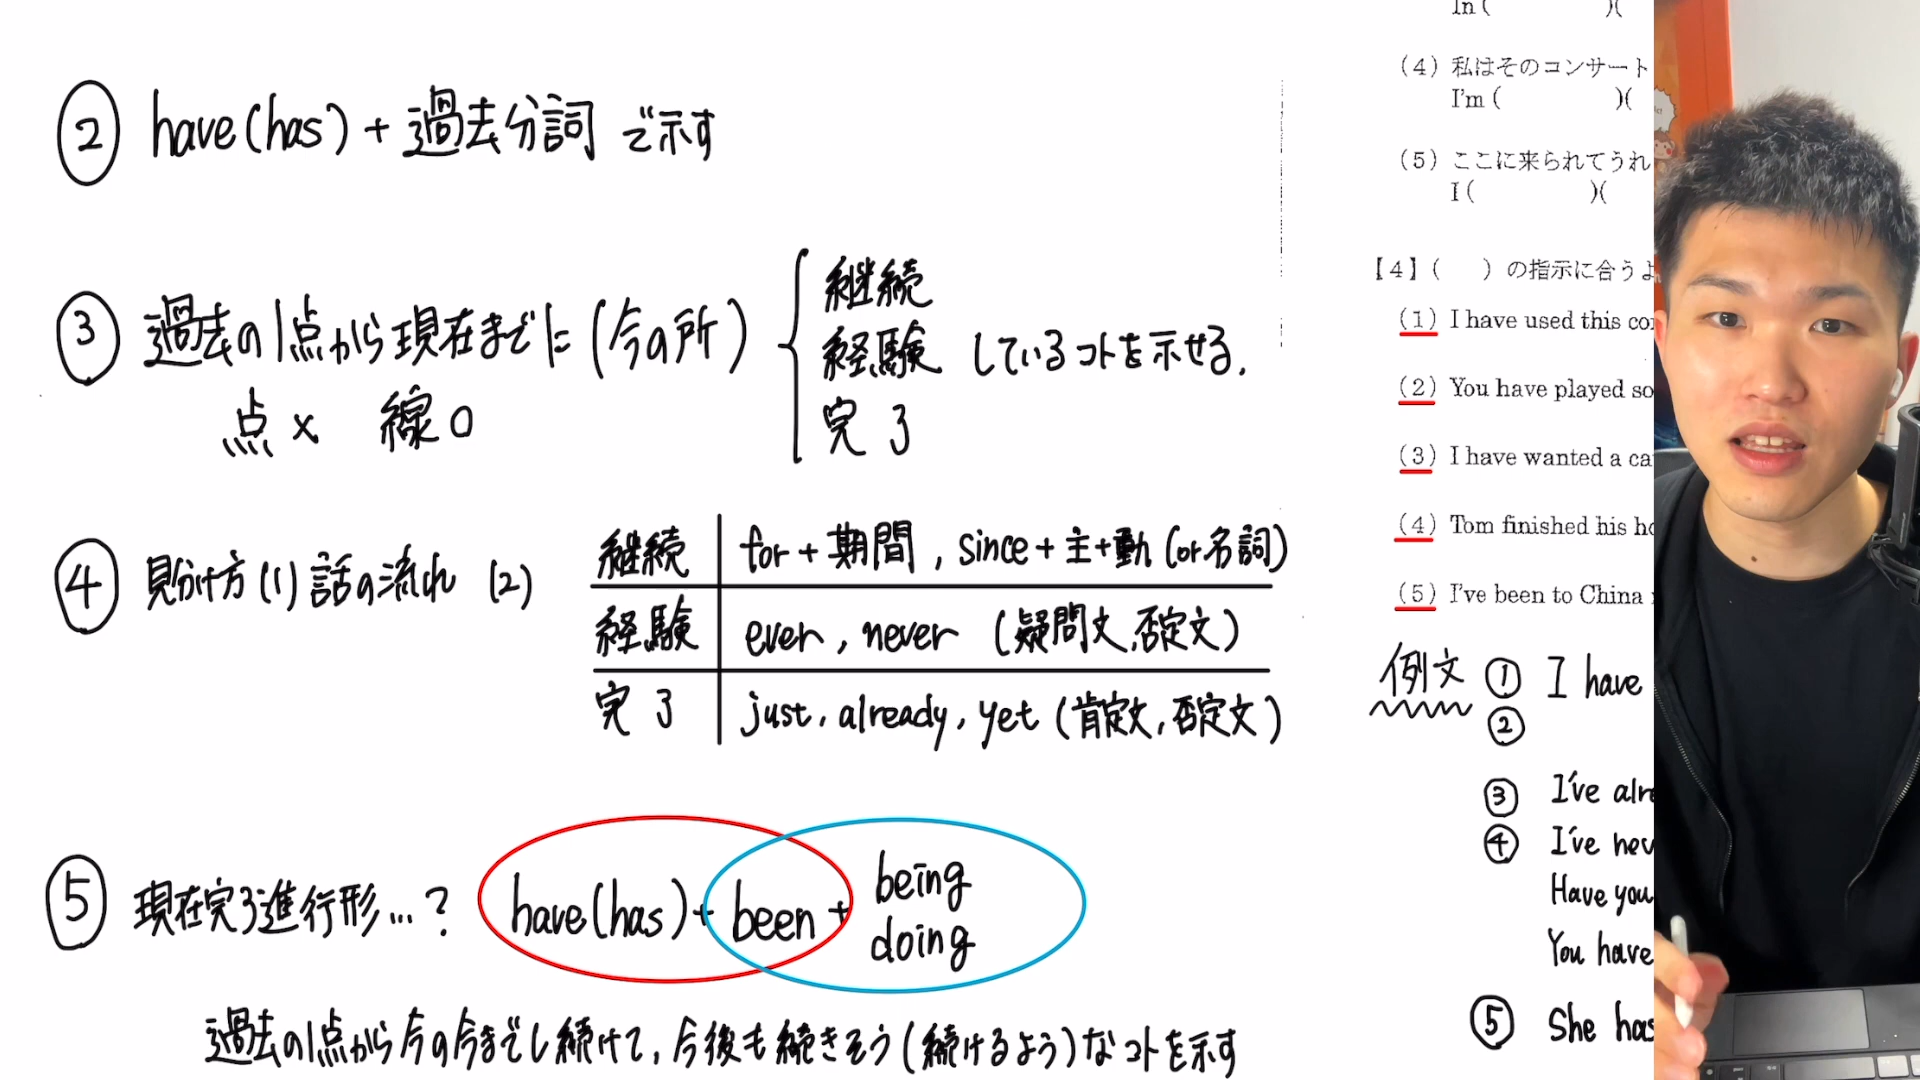 ② have(has)+過去分詞 で示す
③ 過去の1点から現在までに(今の所) 継続 経験 完了 しているコトを示せる.
点× 線○
④ 見分け方(1)話の流れ (2)
継続 for+期間, since+主+動(or名詞)
経験 ever, never (疑問文,否定文)
完了 just, already, yet (肯定文,否定文)
⑤ 現在完了進行形...? have(has)+ been + being doing
過去の1点から今の今までし続けて,今後も続きそう(続けるよう)なコトを示す
In ( )(
(4) 私はそのコンサート
I'm ( )(
(5) ここに来られてうれ
I ( )(
【4】( )の指示に合うよ
(1) I have used this co
(2) You have played so
(3) I have wanted a ca
(4) Tom finished his ho
(5) I've been to China
例文 ① I have
②
③ I've alre
④ I've nev
Have you
You have
⑤ She has